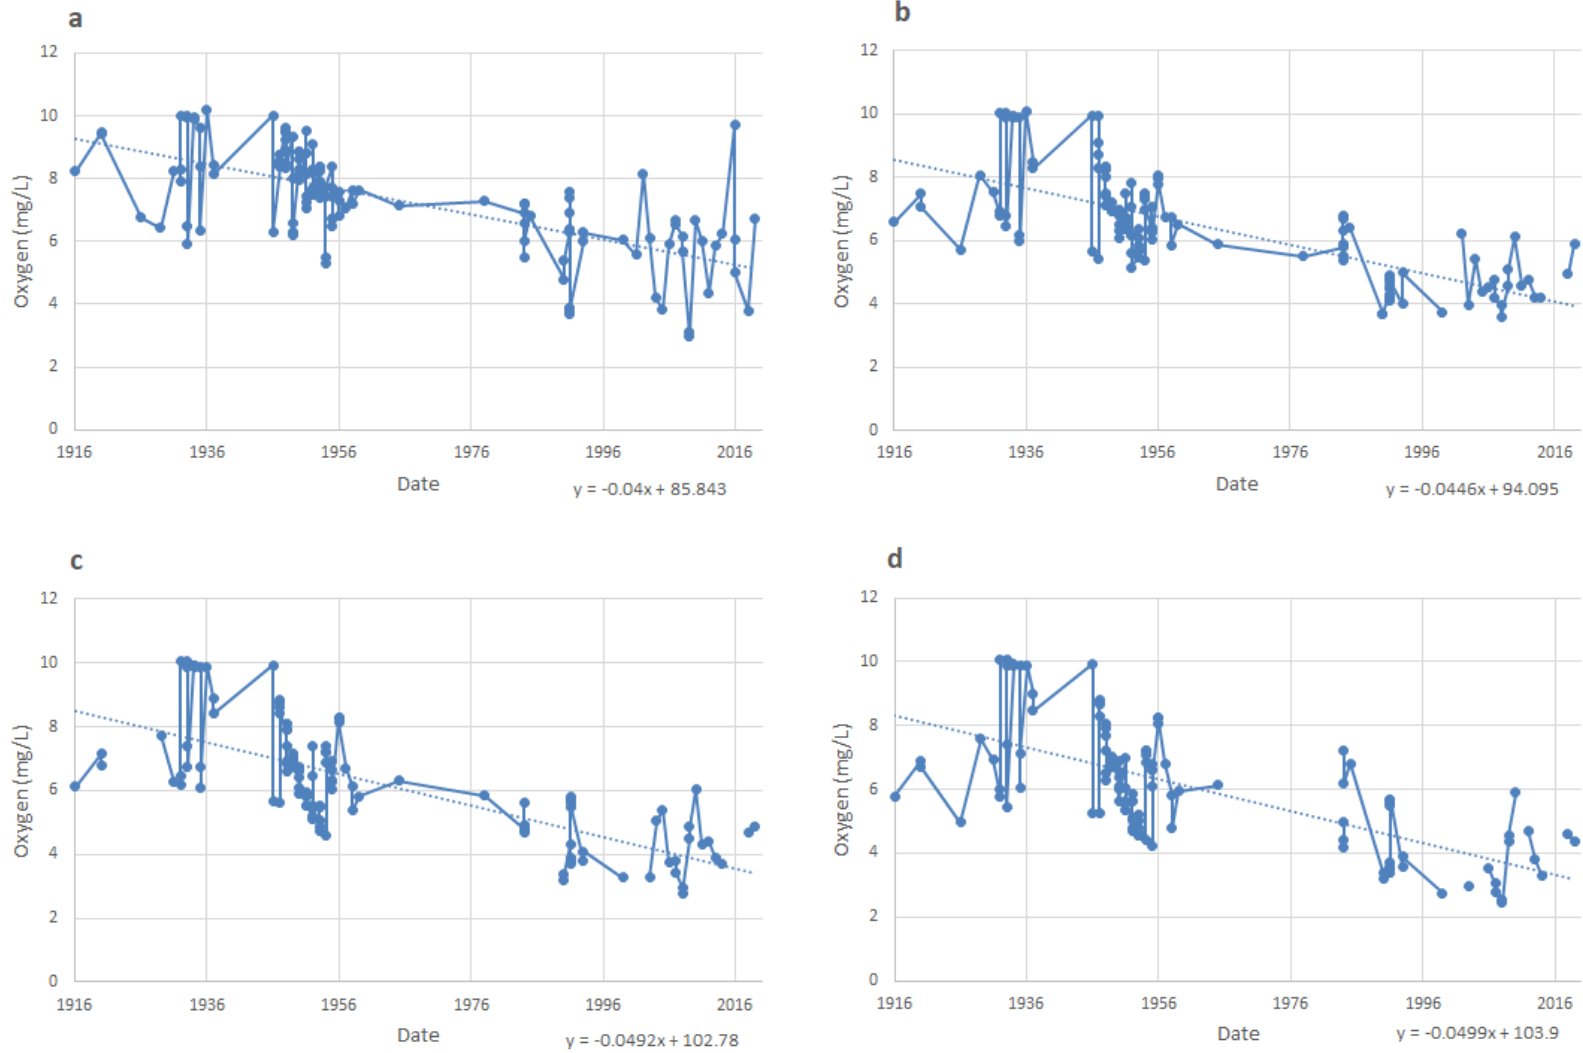 a
12
10
8
6
4
2
0
Oxygen (mg/L)
1916 1936 1956 1976 1996 2016
Date
y = -0.04x + 85.843
b
12
10
8
6
4
2
0
Oxygen (mg/L)
1916 1936 1956 1976 1996 2016
Date
y = -0.0446x + 94.095
c
12
10
8
6
4
2
0
Oxygen (mg/L)
1916 1936 1956 1976 1996 2016
Date
y = -0.0492x + 102.78
d
12
10
8
6
4
2
0
Oxygen (mg/L)
1916 1936 1956 1976 1996 2016
Date
y = -0.0499x + 103.9